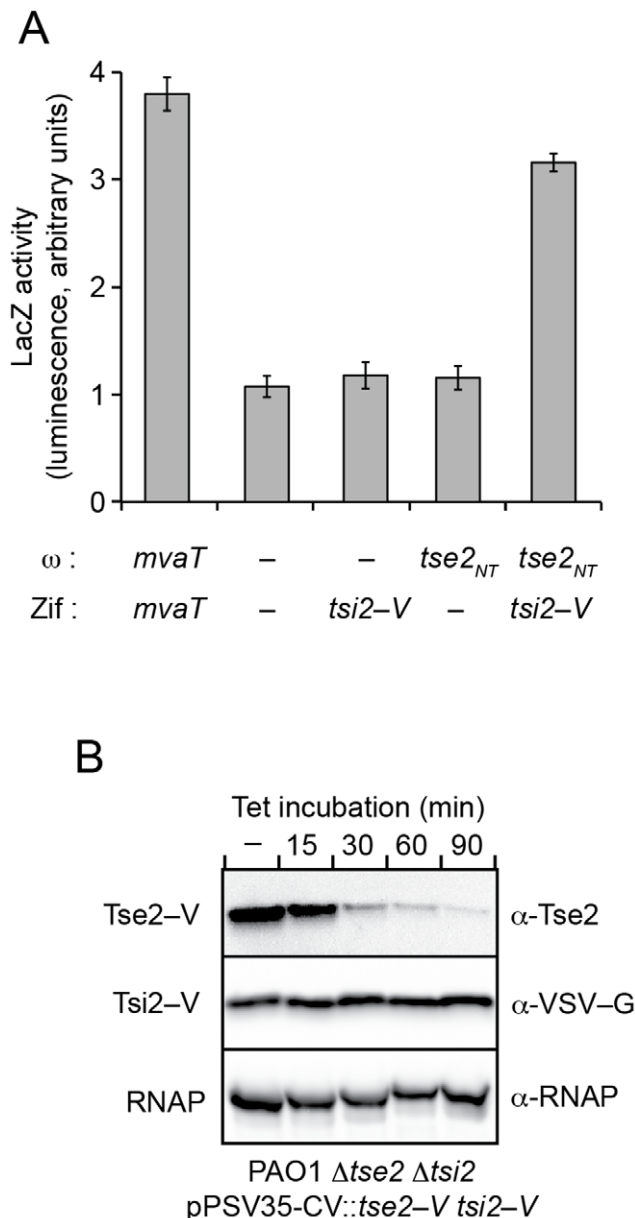 A
LacZ activity
(luminescence, arbitrary units)
4
3
2
1
0
ω : mvaT – – tse2NT tse2NT
Zif : mvaT – tsi2–V – tsi2–V
B
Tet incubation (min)
– 15 30 60 90
Tse2–V α-Tse2
Tsi2–V α-VSV–G
RNAP α-RNAP
PAO1 Δtse2 Δtsi2
pPSV35-CV::tse2–V tsi2–V